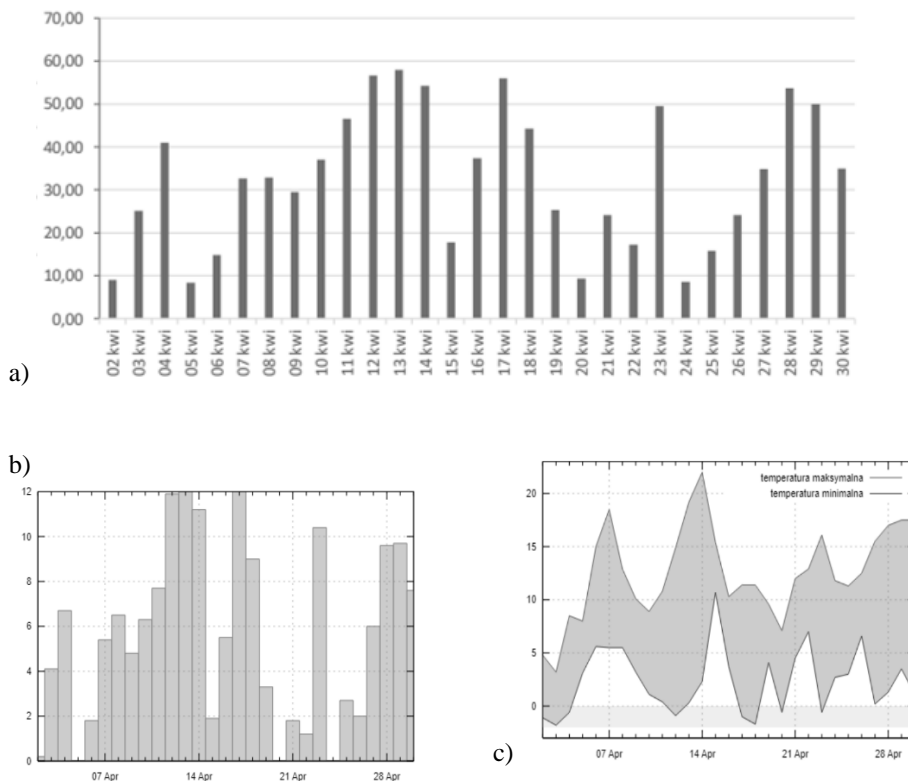 70,00
60,00
50,00
40,00
30,00
20,00
10,00
0,00
02 kwi
03 kwi
04 kwi
05 kwi
06 kwi
07 kwi
08 kwi
09 kwi
10 kwi
11 kwi
12 kwi
13 kwi
14 kwi
15 kwi
16 kwi
17 kwi
18 kwi
19 kwi
20 kwi
21 kwi
22 kwi
23 kwi
24 kwi
25 kwi
26 kwi
27 kwi
28 kwi
29 kwi
30 kwi
a)
b)
12
10
8
6
4
2
0
07 Apr
14 Apr
21 Apr
28 Apr
c)
temperatura maksymalna
temperatura minimalna
20
15
10
5
0
07 Apr
14 Apr
21 Apr
28 Apr